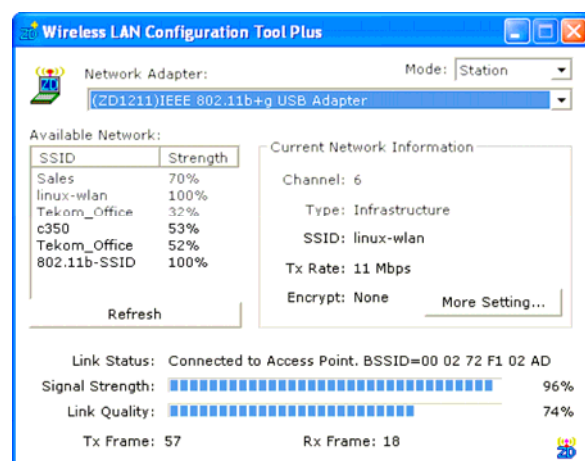 Wireless LAN Configuration Tool Plus
Network Adapter:
Mode: Station
(ZD1211)IEEE 802.11b+g USB Adapter
Available Network:
SSID Strength
Sales 70%
linux-wlan 100%
Tekom_Office 32%
c350 53%
Tekom_Office 52%
802.11b-SSID 100%
Refresh
Current Network Information
Channel: 6
Type: Infrastructure
SSID: linux-wlan
Tx Rate: 11 Mbps
Encrypt: None
More Setting...
Link Status: Connected to Access Point. BSSID=00 02 72 F1 02 AD
Signal Strength: 96%
Link Quality: 74%
Tx Frame: 57 Rx Frame: 18
ZD